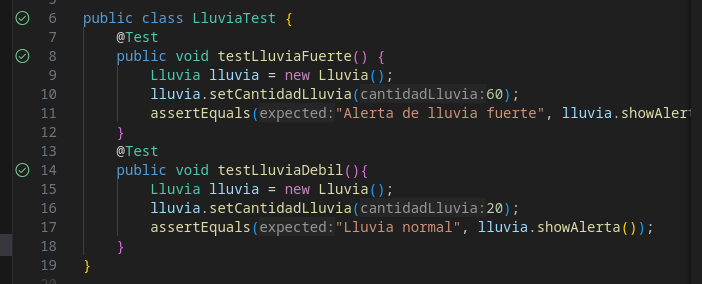 6 public class LluviaTest {
7 @Test
8 public void testLluviaFuerte() {
9 Lluvia lluvia = new Lluvia();
10 lluvia.setCantidadLluvia(cantidadLluvia:60);
11 assertEquals(expected:"Alerta de lluvia fuerte", lluvia.showAlert
12 }
13 @Test
14 public void testLluviaDebil(){
15 Lluvia lluvia = new Lluvia();
16 lluvia.setCantidadLluvia(cantidadLluvia:20);
17 assertEquals(expected:"Lluvia normal", lluvia.showAlerta());
18 }
19 }